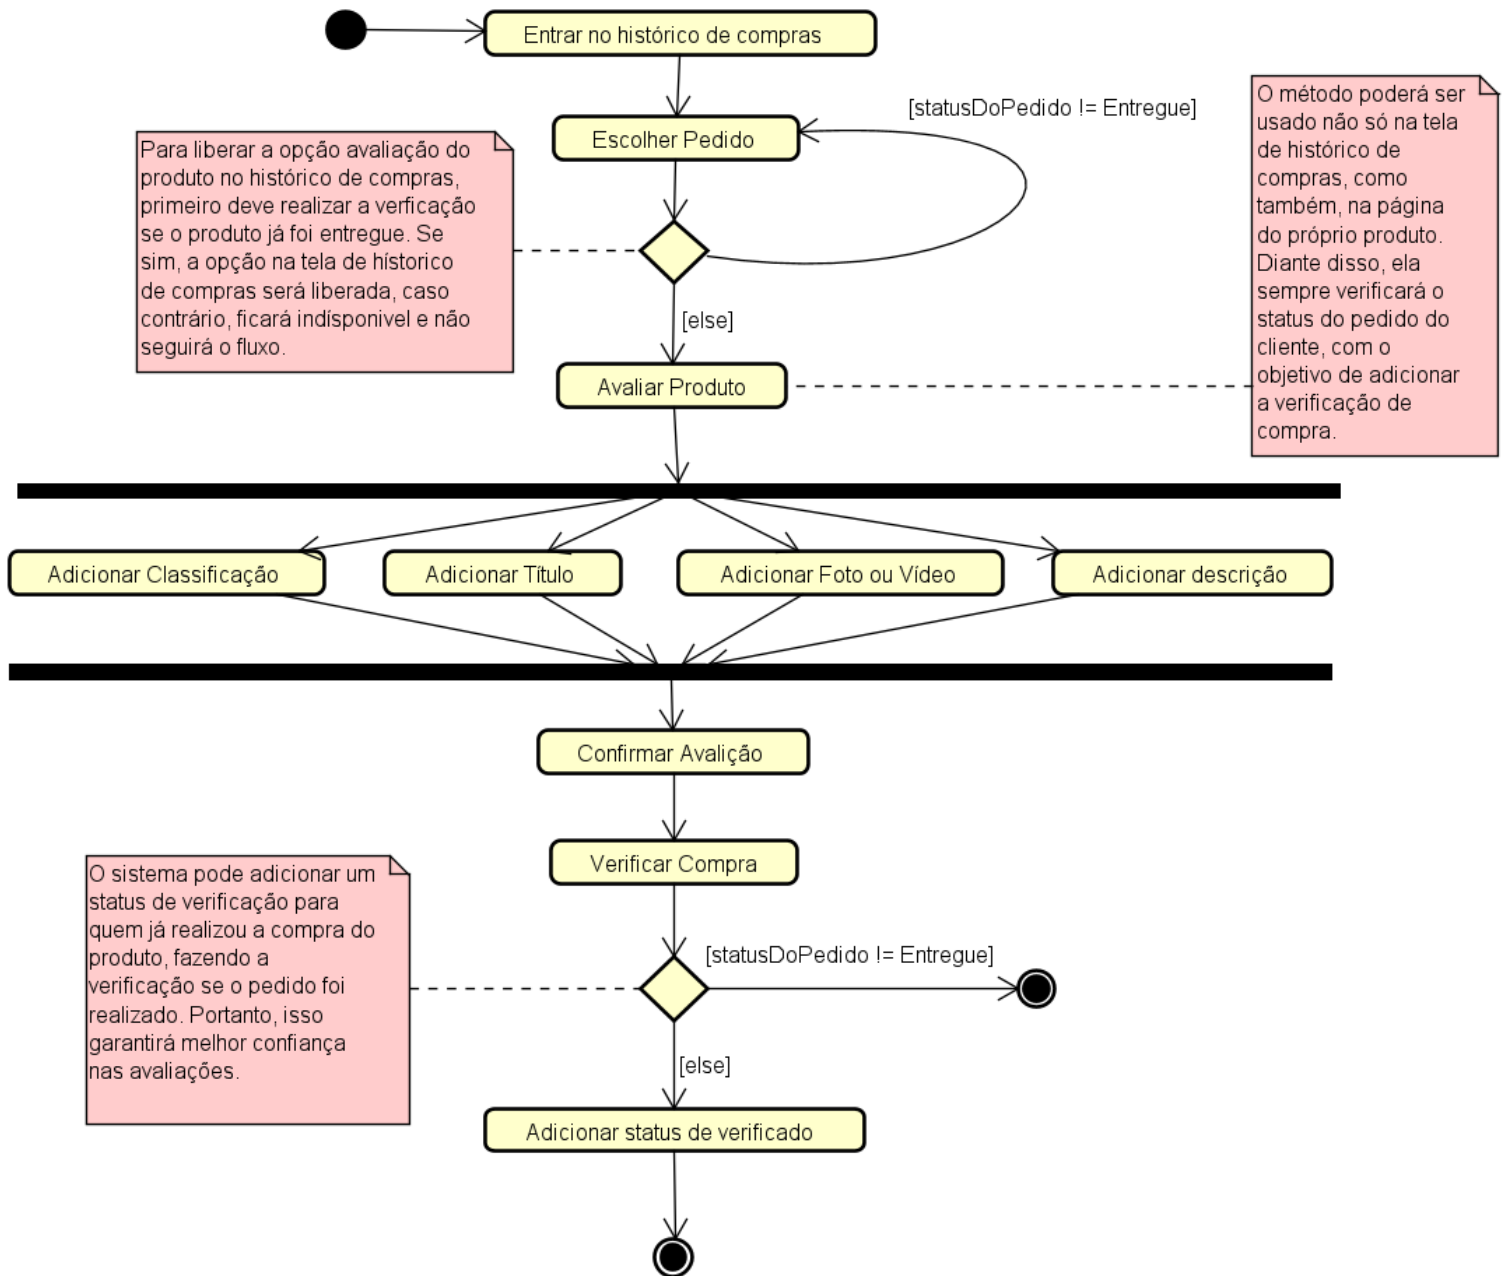 Entrar no histórico de compras
[statusDoPedido != Entregue]
Escolher Pedido
O método poderá ser
usado não só na tela
de histórico de
compras, como
também, na página
do próprio produto.
Diante disso, ela
sempre verificará o
status do pedido do
cliente, com o
objetivo de adicionar
a verificação de
compra.
Para liberar a opção avaliação do
produto no histórico de compras,
primeiro deve realizar a verficação
se o produto já foi entregue. Se
sim, a opção na tela de hístorico
de compras será liberada, caso
contrário, ficará indísponivel e não
seguirá o fluxo.
[else]
Avaliar Produto
Adicionar Classificação
Adicionar Título
Adicionar Foto ou Vídeo
Adicionar descrição
Confirmar Avalição
Verificar Compra
O sistema pode adicionar um
status de verificação para
quem já realizou a compra do
produto, fazendo a
verificação se o pedido foi
realizado. Portanto, isso
garantirá melhor confiança
nas avaliações.
[statusDoPedido != Entregue]
[else]
Adicionar status de verificado